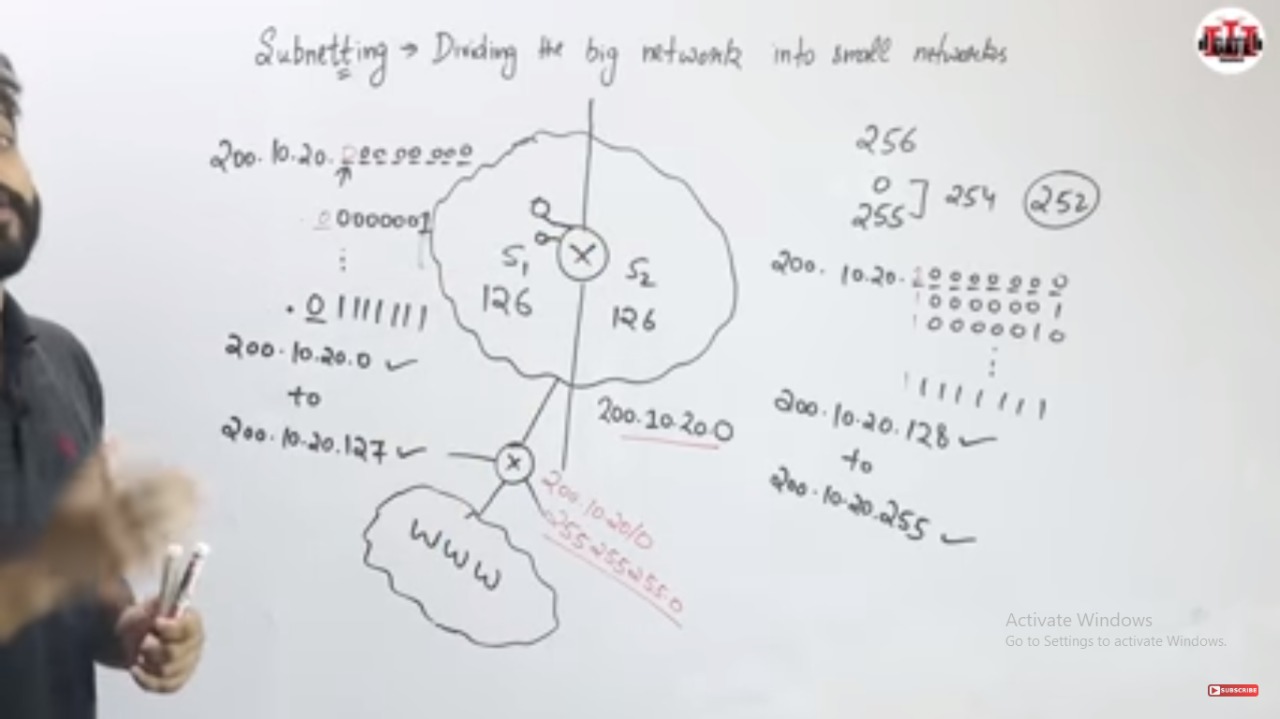 Subnetting → Dividing the big network into small networks
200.10.20.00000000
00000001
⋮
.01111111
200.10.20.0 ✓
to
200.10.20.127 ✓
S1
126
S2
126
200.10.20.0
200.10.20/0
255.255.255.0
WWW
256
0
255
] 254
252
200.10.20.10000000
10000001
10000010
⋮
11111111
200.10.20.128 ✓
to
200.10.20.255 ✓
Activate Windows
Go to Settings to activate Windows.
SUBSCRIBE